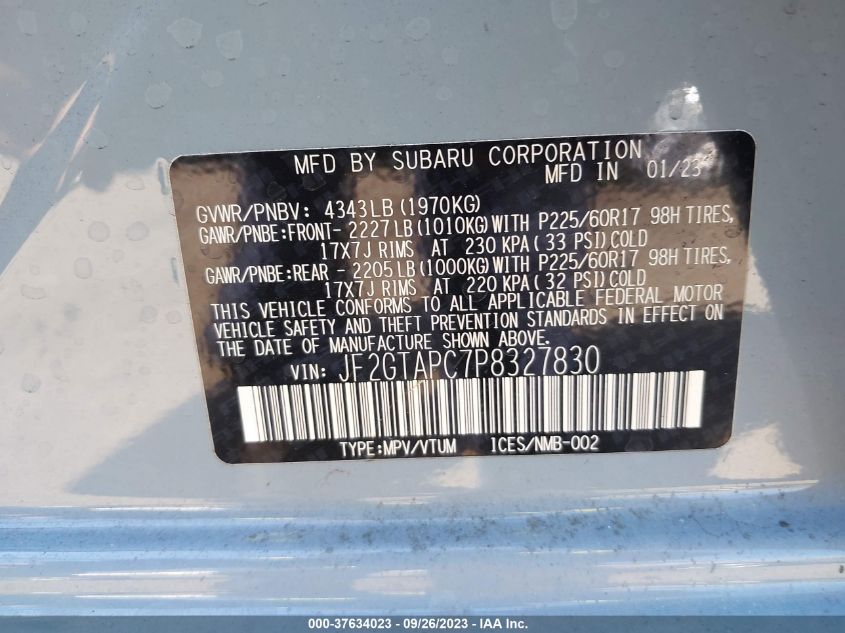 MFD BY SUBARU CORPORATION
MFD IN 01/23
GVWR/PNBV: 4343LB (1970KG)
GAWR/PNBE:FRONT- 2227LB (1010KG)WITH P225/60R17 98H TIRES,
17X7J RIMS AT 230 KPA ( 33 PSI)COLD
GAWR/PNBE:REAR - 2205LB (1000KG)WITH P225/60R17 98H TIRES,
17X7J RIMS AT 220 KPA ( 32 PSI)COLD
THIS VEHICLE CONFORMS TO ALL APPLICABLE FEDERAL MOTOR
VEHICLE SAFETY AND THEFT PREVENTION STANDARDS IN EFFECT ON
THE DATE OF MANUFACTURE SHOWN ABOVE.
VIN: JF2GTAPC7P8327830
TYPE:MPV/VTUM ICES/NMB-002
000-37634023 - 09/26/2023 - IAA Inc.